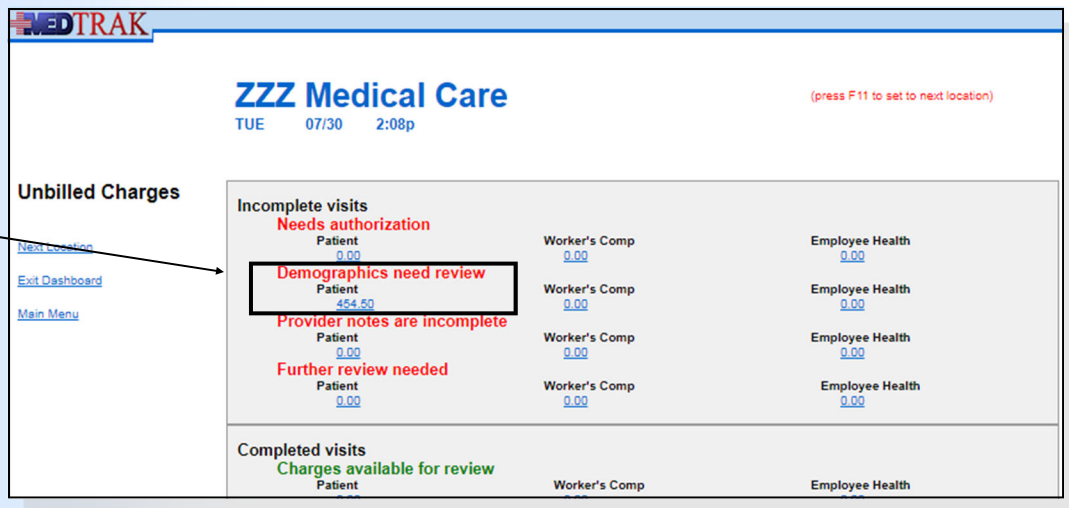 MEDTRAK
ZZZ Medical Care
(press F11 to set to next location)
TUE 07/30 2:08p
Unbilled Charges
Next Location
Exit Dashboard
Main Menu
Incomplete visits
Needs authorization
Patient Worker's Comp Employee Health
0.00 0.00 0.00
Demographics need review
Patient Worker's Comp Employee Health
454.50 0.00 0.00
Provider notes are incomplete
Patient Worker's Comp Employee Health
0.00 0.00 0.00
Further review needed
Patient Worker's Comp Employee Health
0.00 0.00 0.00
Completed visits
Charges available for review
Patient Worker's Comp Employee Health